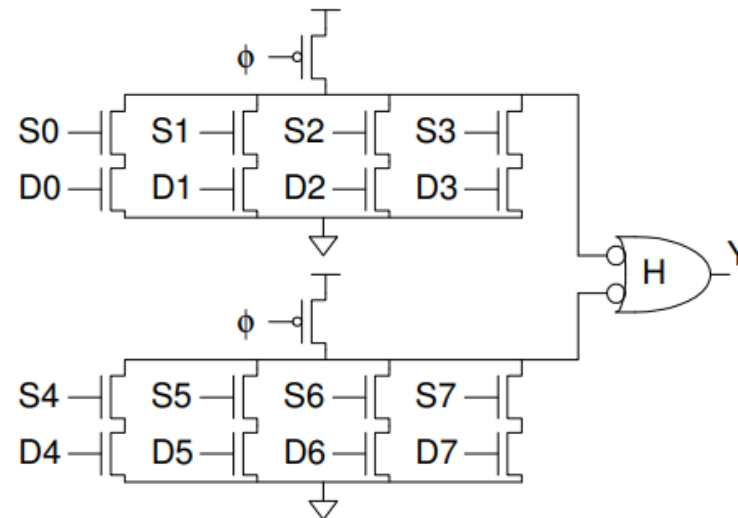 ϕ
S0 S1 S2 S3
D0 D1 D2 D3
H Y
ϕ
S4 S5 S6 S7
D4 D5 D6 D7